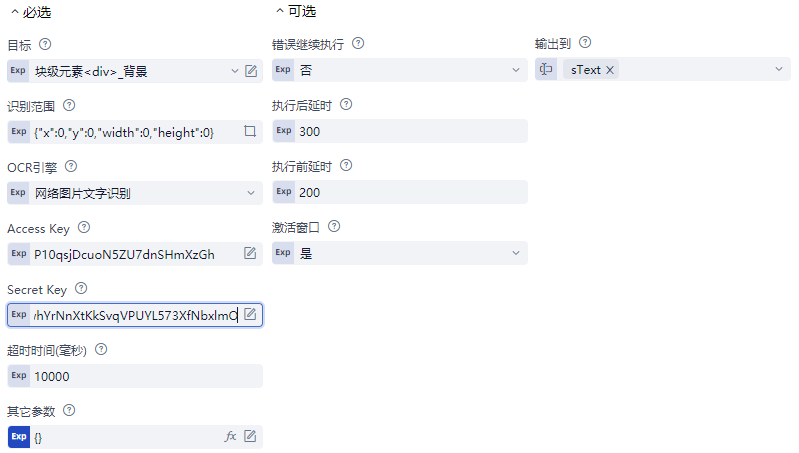 必选
目标
Exp 块级元素<div>_背景
识别范围
Exp {"x":0,"y":0,"width":0,"height":0}
OCR引擎
Exp 网络图片文字识别
Access Key
Exp P10qsjDcuoN5ZU7dnSHmXzGh
Secret Key
Exp vhYrNnXtKkSvqVPUYL573XfNbxlmO
超时时间(毫秒)
Exp 10000
其它参数
Exp {} fx
可选
错误继续执行
Exp 否
执行后延时
Exp 300
执行前延时
Exp 200
激活窗口
Exp 是
输出到
sText